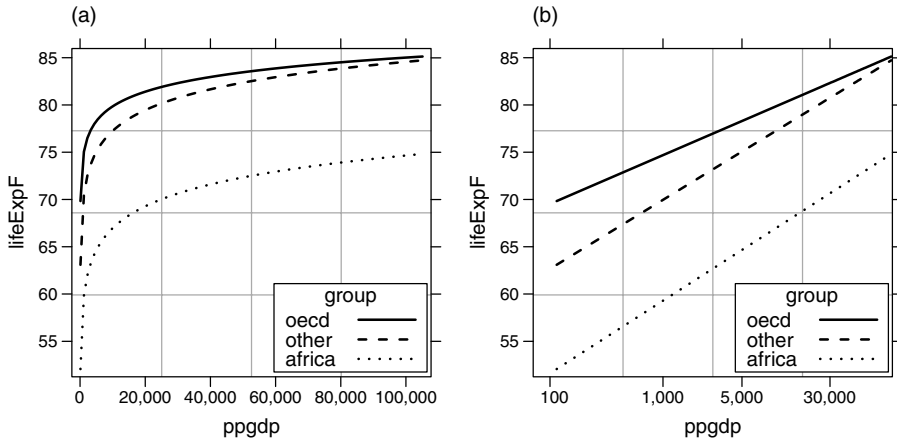 (a)
lifeExpF
85
80
75
70
65
60
55
0 20,000 40,000 60,000 80,000 100,000
ppgdp
group
oecd
other
africa
(b)
lifeExpF
85
80
75
70
65
60
55
100 1,000 5,000 30,000
ppgdp
group
oecd
other
africa